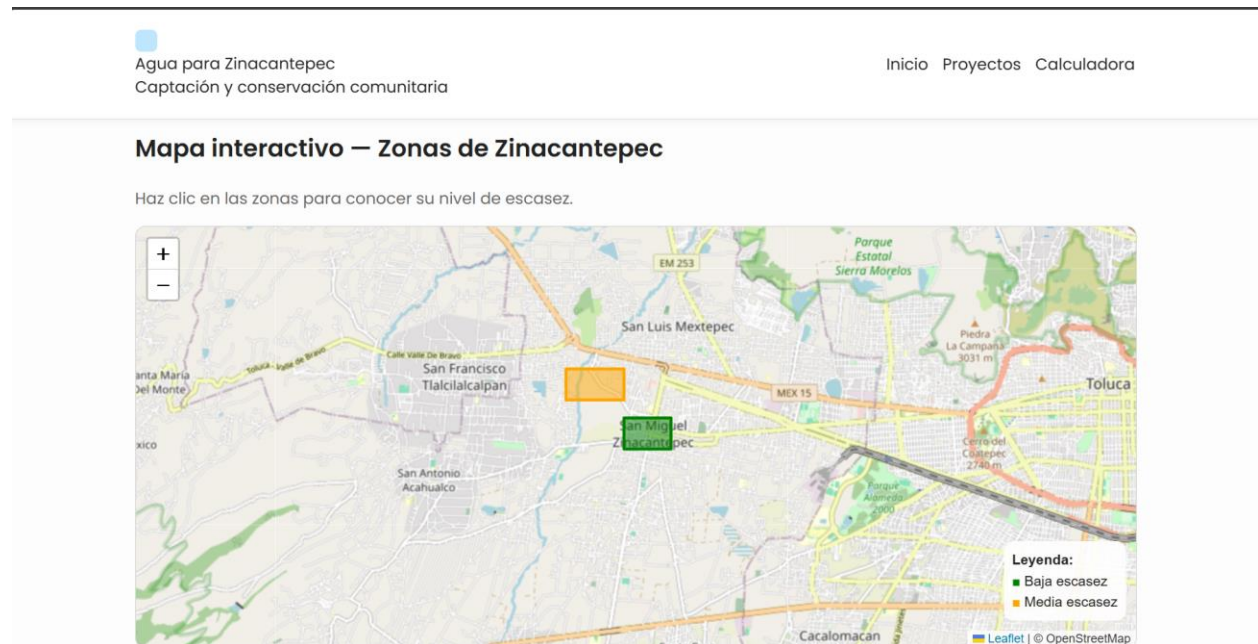 Agua para Zinacantepec
Captación y conservación comunitaria
Inicio Proyectos Calculadora
Mapa interactivo — Zonas de Zinacantepec
Haz clic en las zonas para conocer su nivel de escasez.
+
−
Parque
Estatal
Sierra Morelos
EM 253
San Luis Mextepec
Piedra
La Campana
3031 m
Calle Valle De Bravo
Toluca - Valle de Bravo
San Francisco
Tlalcilalcalpan
anta María
Del Monte
MEX 15
Toluca
San Miguel
Zinacantepec
xico
Cerro del
Coatepec
2740 m
San Antonio
Acahualco
Parque
Alameda
2000
Leyenda:
Baja escasez
Media escasez
Cacalomacan
Leaflet | © OpenStreetMap